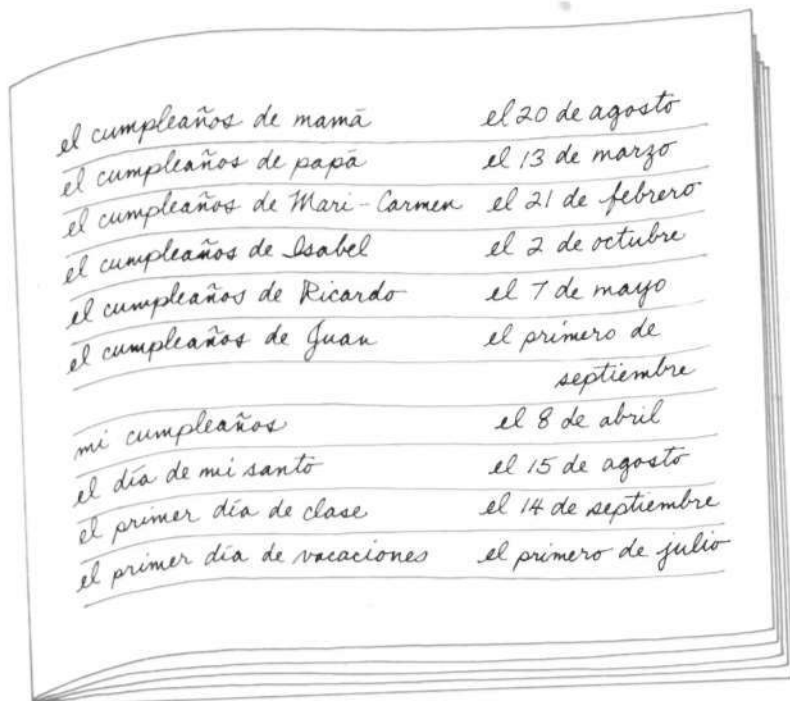 el cumpleaños de mamá el 20 de agosto
el cumpleaños de papá el 13 de marzo
el cumpleaños de Mari-Carmen el 21 de febrero
el cumpleaños de Isabel el 2 de octubre
el cumpleaños de Ricardo el 7 de mayo
el cumpleaños de Juan el primero de
septiembre
mi cumpleaños el 8 de abril
el día de mi santo el 15 de agosto
el primer día de clase el 14 de septiembre
el primer día de vacaciones el primero de julio